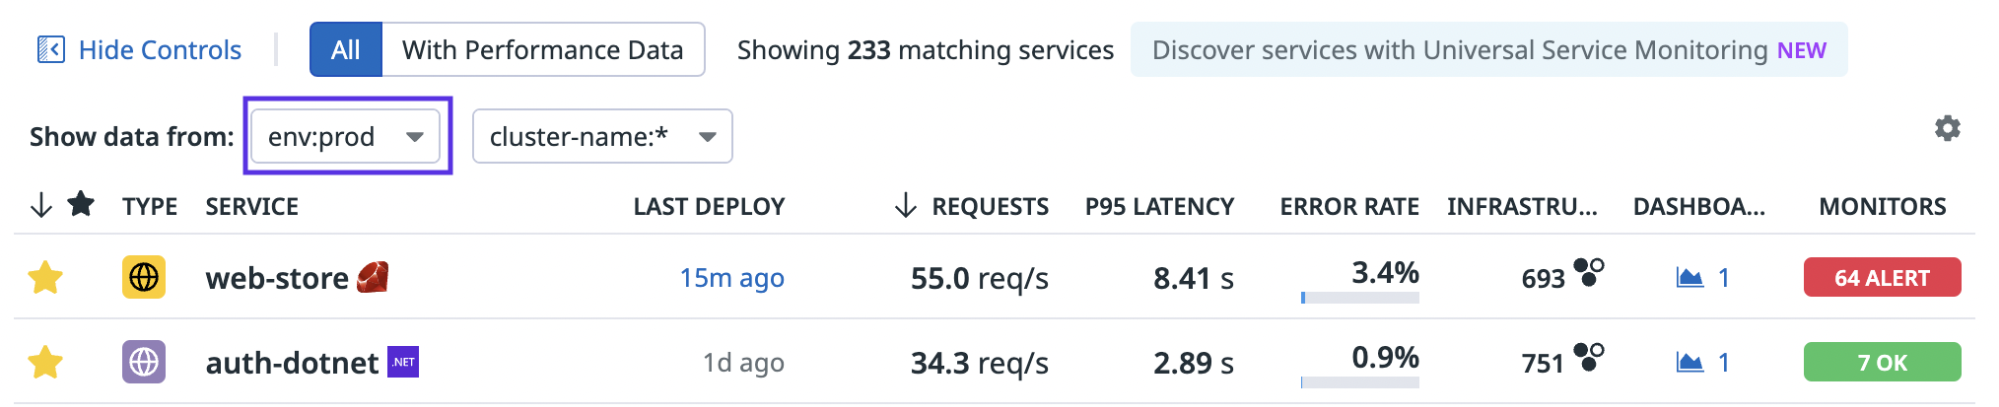 Hide Controls All With Performance Data Showing 233 matching services Discover services with Universal Service Monitoring NEW
Show data from: env:prod cluster-name:*
TYPE SERVICE LAST DEPLOY REQUESTS P95 LATENCY ERROR RATE INFRASTRU... DASHBOA... MONITORS
web-store 15m ago 55.0 req/s 8.41 s 3.4% 693 1 64 ALERT
auth-dotnet .NET 1d ago 34.3 req/s 2.89 s 0.9% 751 1 7 OK